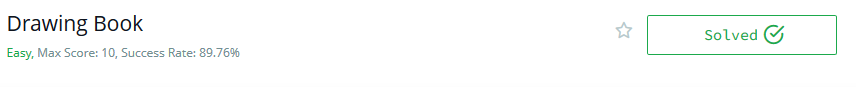 Drawing Book
Solved
Easy, Max Score: 10, Success Rate: 89.76%